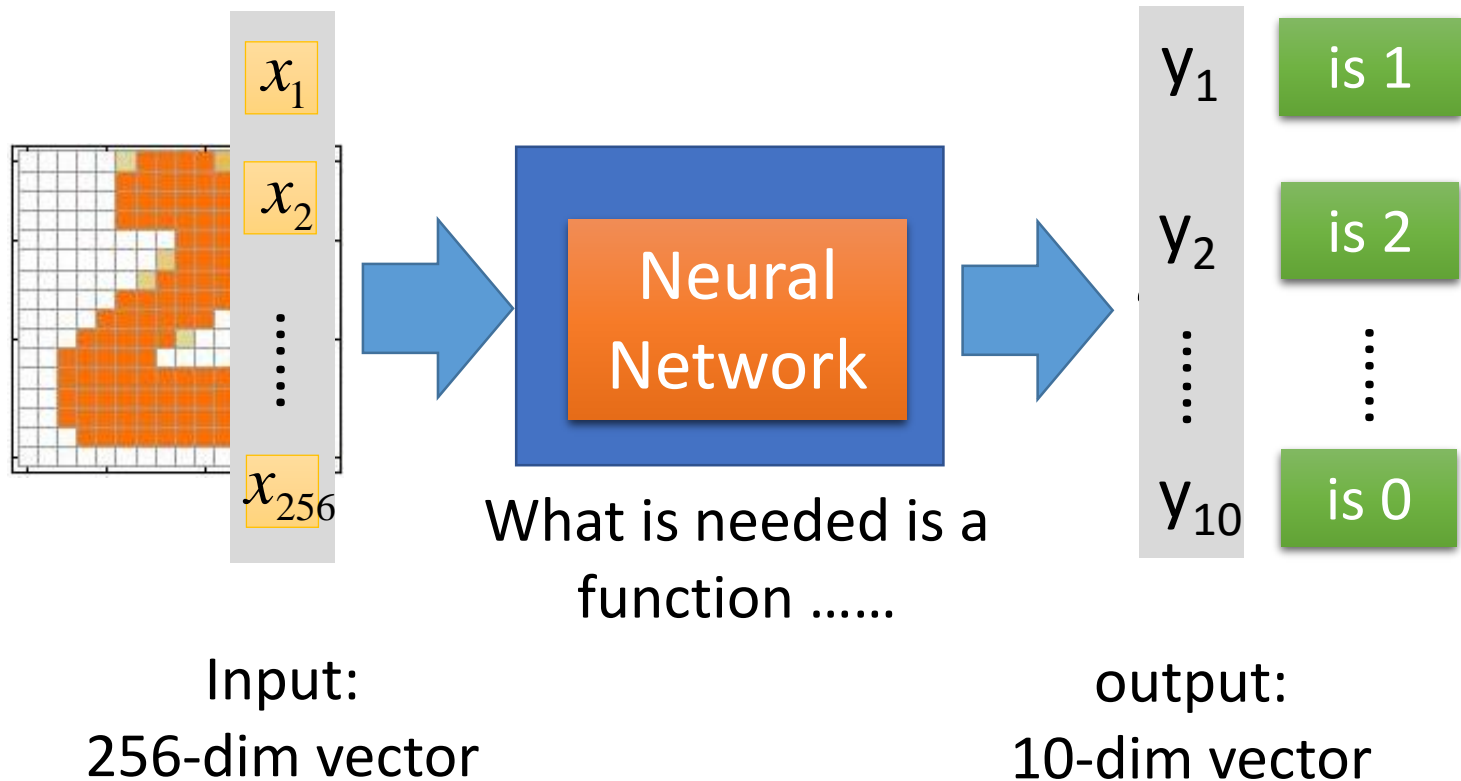 x₁
x₂
......
x₂₅₆
Input:
256-dim vector
Neural
Network
What is needed is a
function ……
y₁
y₂
......
y₁₀
is 1
is 2
......
is 0
output:
10-dim vector